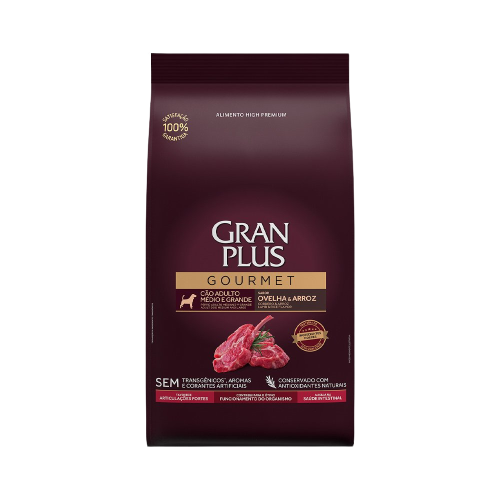 ALIMENTO HIGH PREMIUM
SATISFAÇÃO
100%
GARANTIDA
GRAN
PLUS
GOURMET
CÃO ADULTO
MÉDIO E GRANDE
SABOR
OVELHA & ARROZ
SEM TRANSGÊNICOS, AROMAS
E CORANTES ARTIFICIAIS
CONSERVADO COM
ANTIOXIDANTES NATURAIS
ARTICULAÇÕES FORTES
FUNCIONAMENTO DO ORGANISMO
SAÚDE INTESTINAL